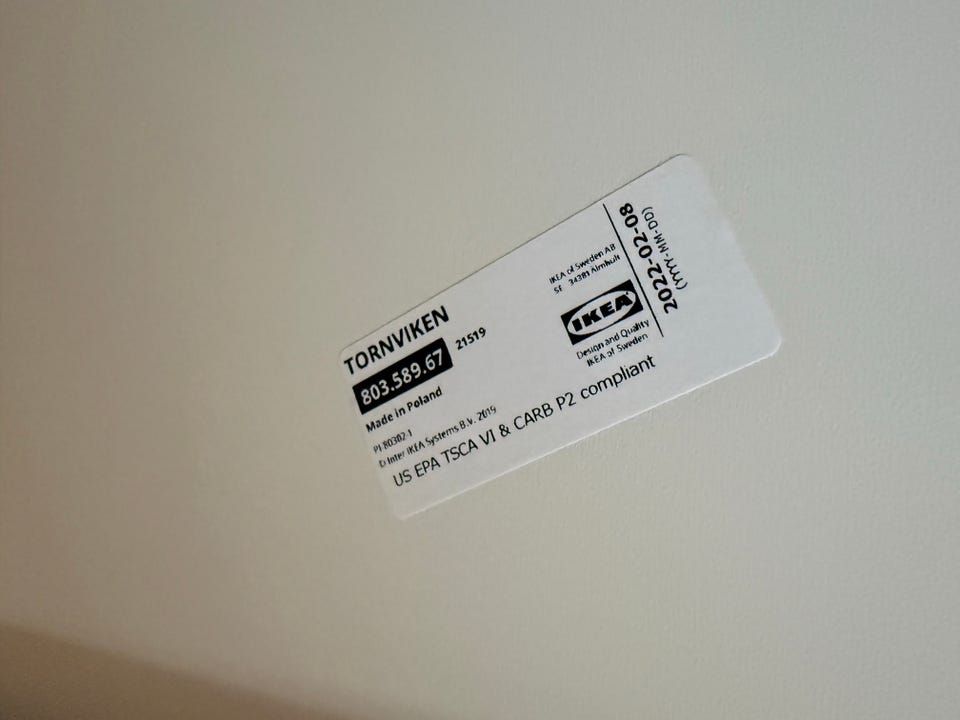 TORNVIKEN
803.589.67 21519
Made in Poland
PI-80302-1
© Inter IKEA Systems B.V. 2019
US EPA TSCA VI & CARB P2 compliant
IKEA of Sweden AB
SE 34381 Älmhult
IKEA
Design and Quality
IKEA of Sweden
2022-02-08
(YYYY-MM-DD)